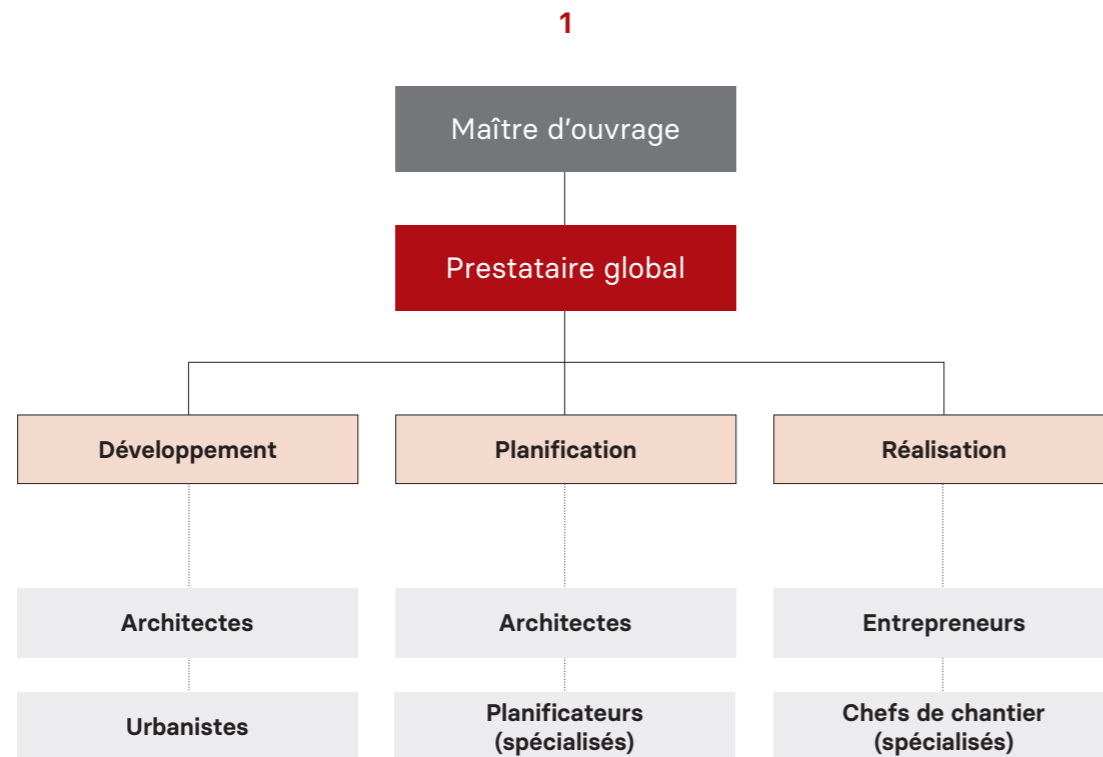 1
Maître d’ouvrage
Prestataire global
Développement
Planification
Réalisation
Architectes
Architectes
Entrepreneurs
Urbanistes
Planificateurs
(spécialisés)
Chefs de chantier
(spécialisés)